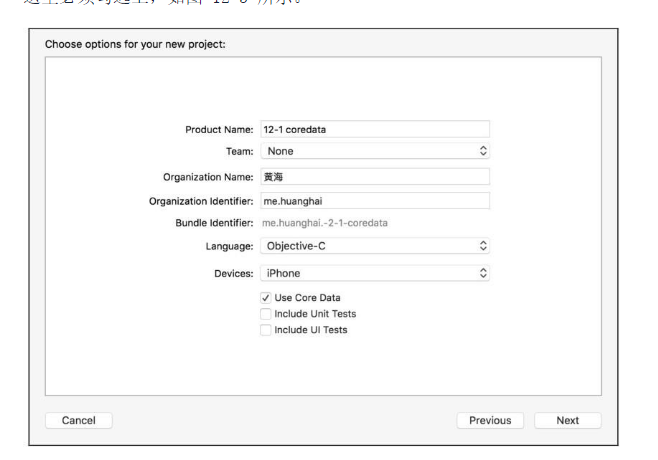 Choose options for your new project:
Product Name: 12-1 coredata
Team: None
Organization Name: 黄海
Organization Identifier: me.huanghai
Bundle Identifier: me.huanghai.-2-1-coredata
Language: Objective-C
Devices: iPhone
Use Core Data
Include Unit Tests
Include UI Tests
Cancel Previous Next